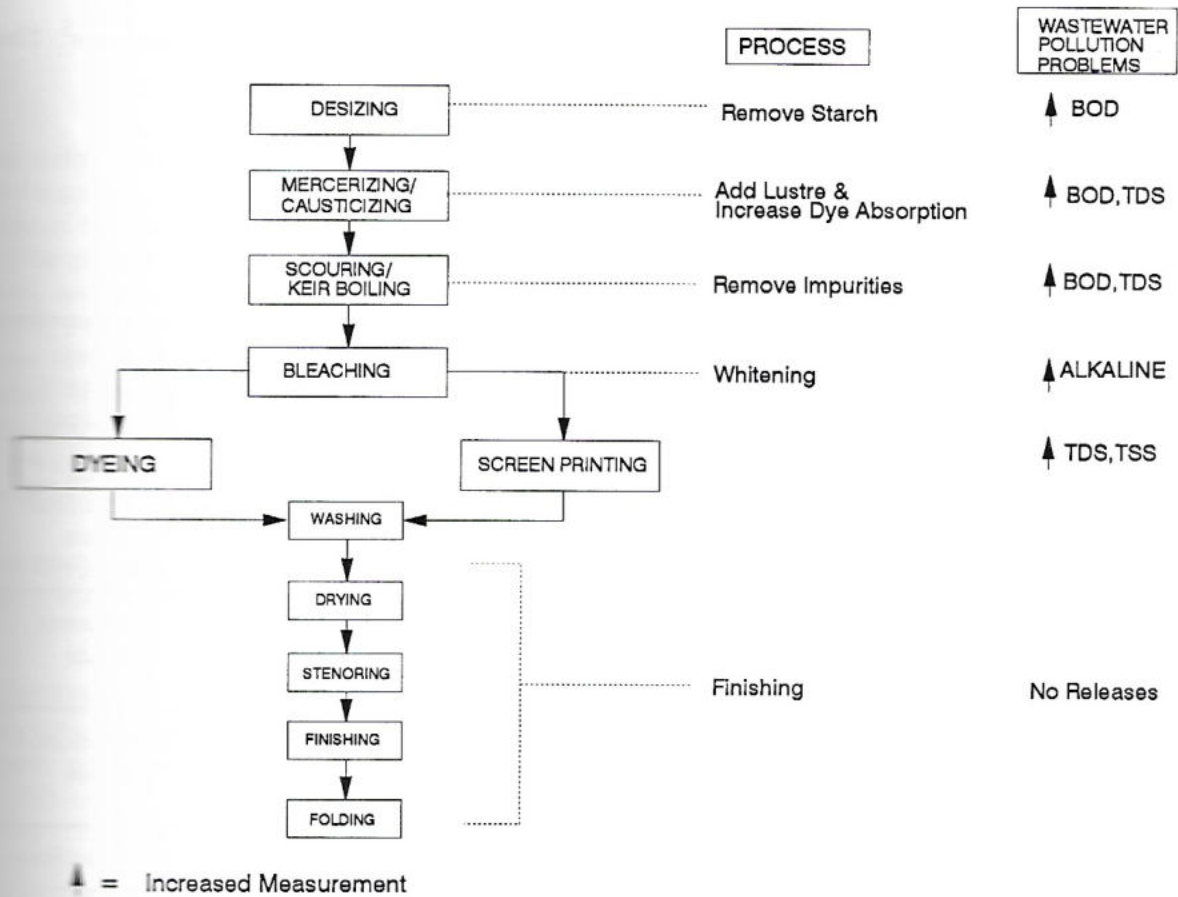 PROCESS
WASTEWATER
POLLUTION
PROBLEMS
DESIZING
Remove Starch
BOD
MERCERIZING/
CAUSTICIZING
Add Lustre &
Increase Dye Absorption
BOD,TDS
SCOURING/
KEIR BOILING
Remove Impurities
BOD,TDS
BLEACHING
Whitening
ALKALINE
DYEING
SCREEN PRINTING
TDS,TSS
WASHING
DRYING
STENORING
Finishing
No Releases
FINISHING
FOLDING
= Increased Measurement